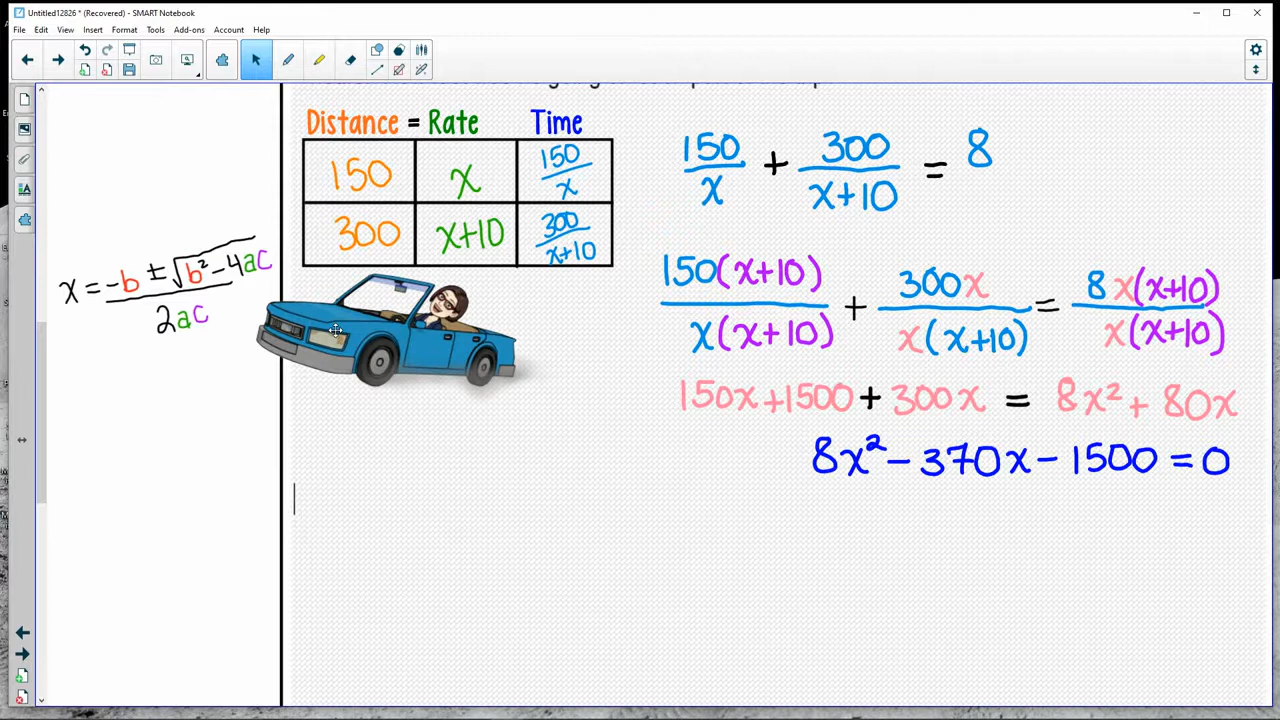 Untitled12826 * (Recovered) - SMART Notebook
File Edit View Insert Format Tools Add-ons Account Help
Distance = Rate Time
150 x 150/x
300 x+10 300/x+10
150/x + 300/x+10 = 8
x = -b ± √b² - 4ac / 2ac
150(x+10)/x(x+10) + 300x/x(x+10) = 8x(x+10)/x(x+10)
150x+1500 + 300x = 8x² + 80x
8x² - 370x - 1500 = 0